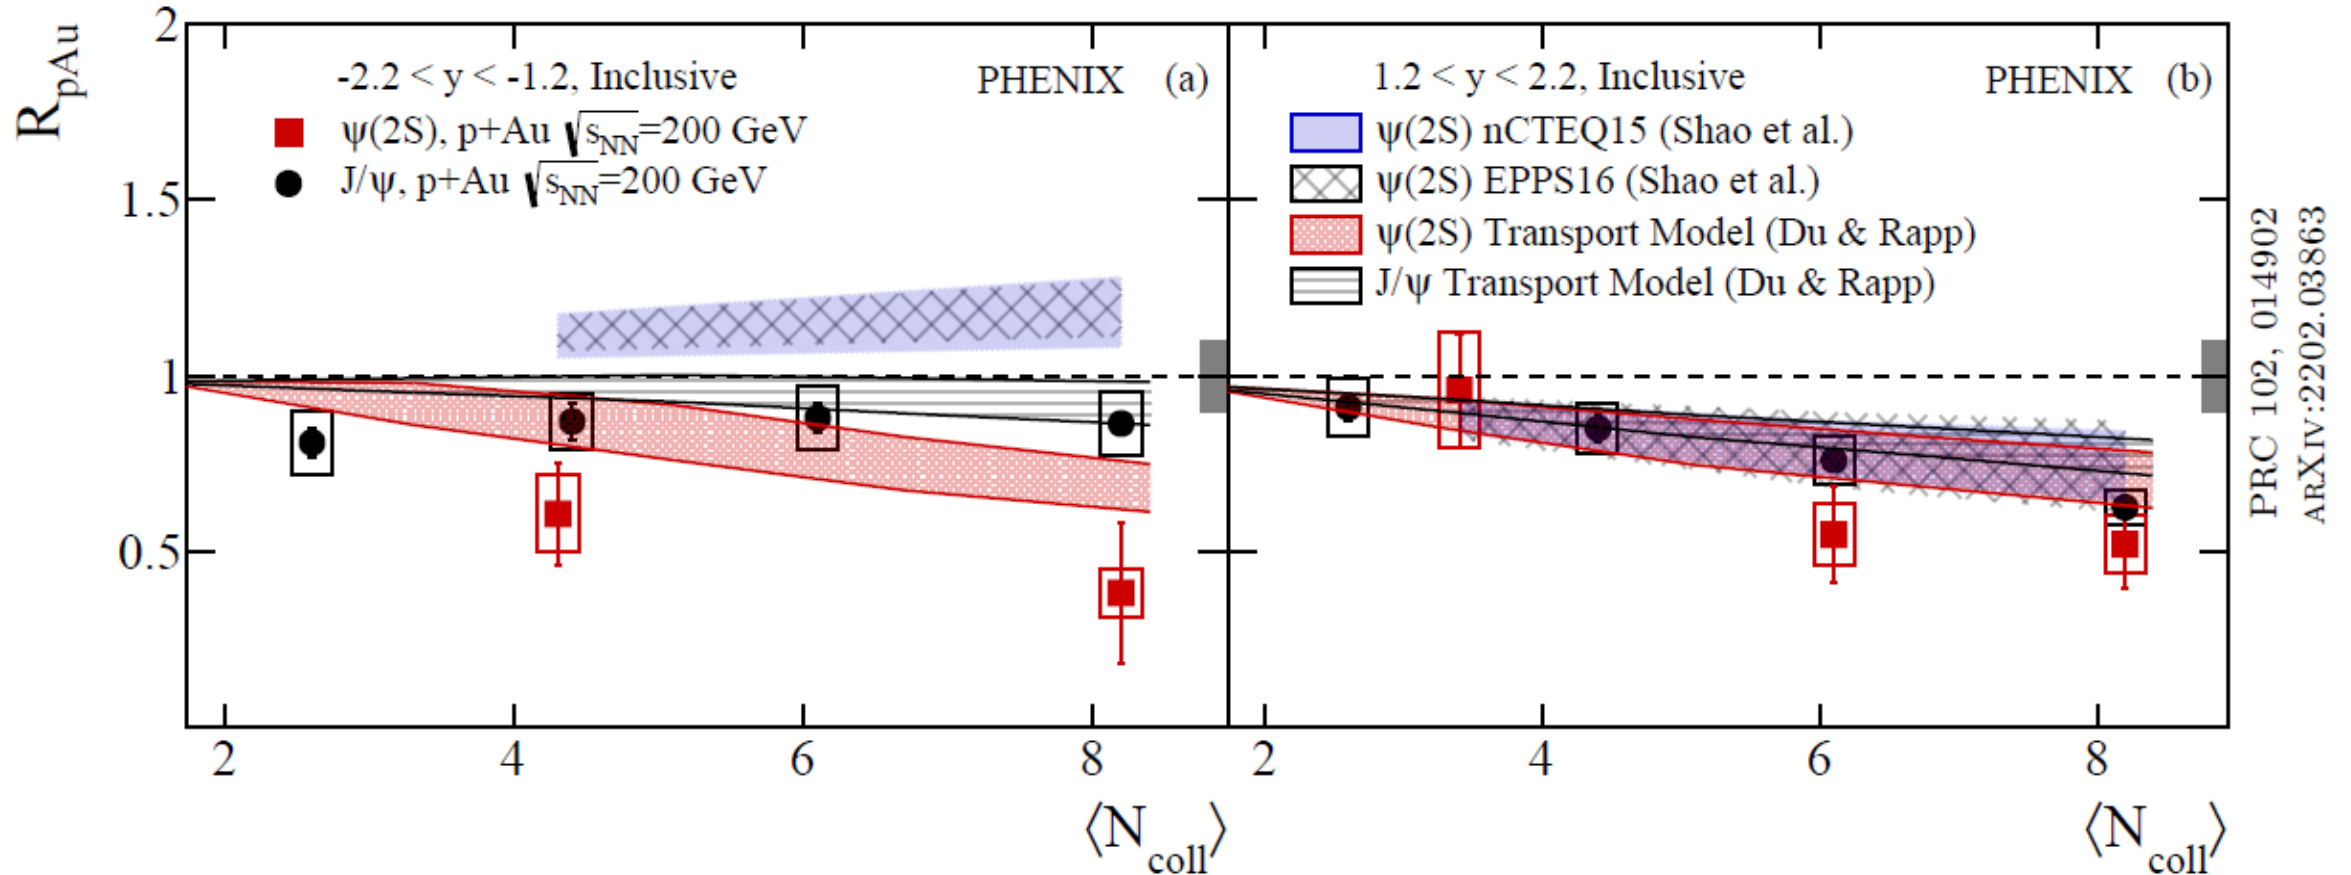 R_pAu
2
1.5
1
0.5
-2.2 < y < -1.2, Inclusive
PHENIX (a)
ψ(2S), p+Au √s_NN=200 GeV
J/ψ, p+Au √s_NN=200 GeV
2 4 6 8
⟨N_coll⟩
1.2 < y < 2.2, Inclusive
PHENIX (b)
ψ(2S) nCTEQ15 (Shao et al.)
ψ(2S) EPPS16 (Shao et al.)
ψ(2S) Transport Model (Du & Rapp)
J/ψ Transport Model (Du & Rapp)
2 4 6 8
⟨N_coll⟩
PRC 102, 014902
ARXIV:2202.03863